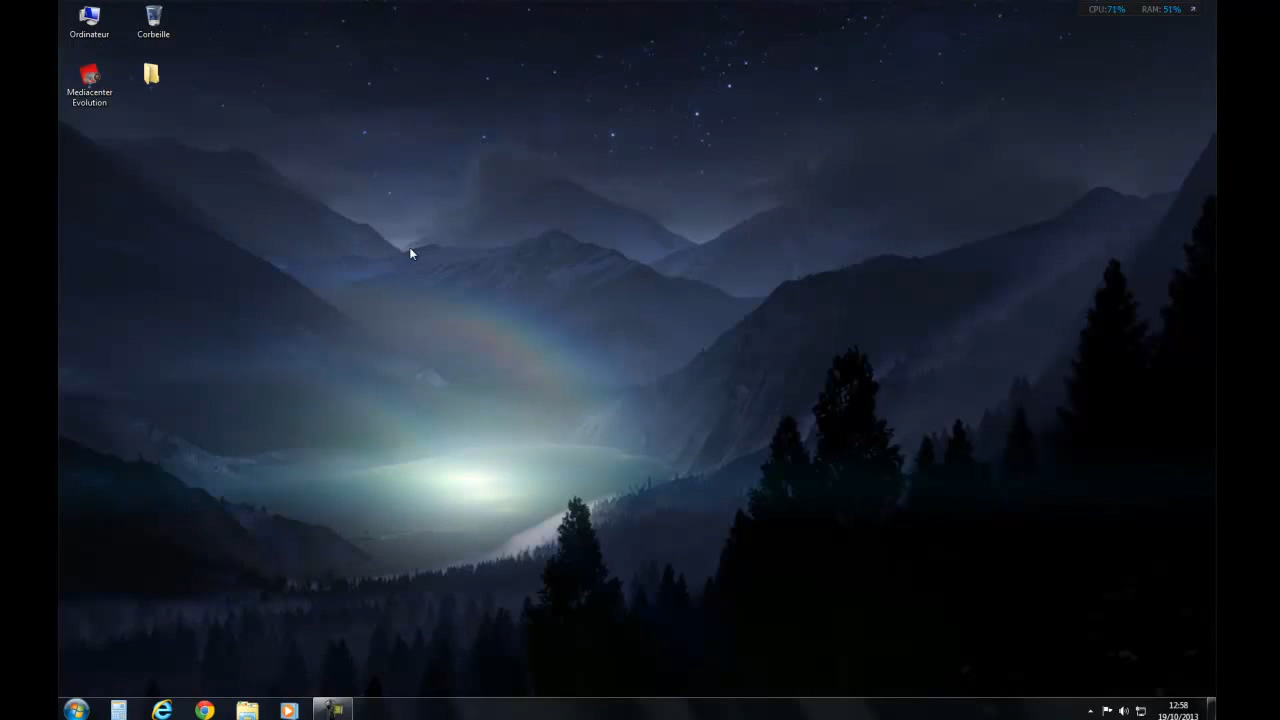 Ordinateur
Corbeille
CPU:71%
RAM: 51%
Mediacenter
Evolution
12:58
19/10/2013